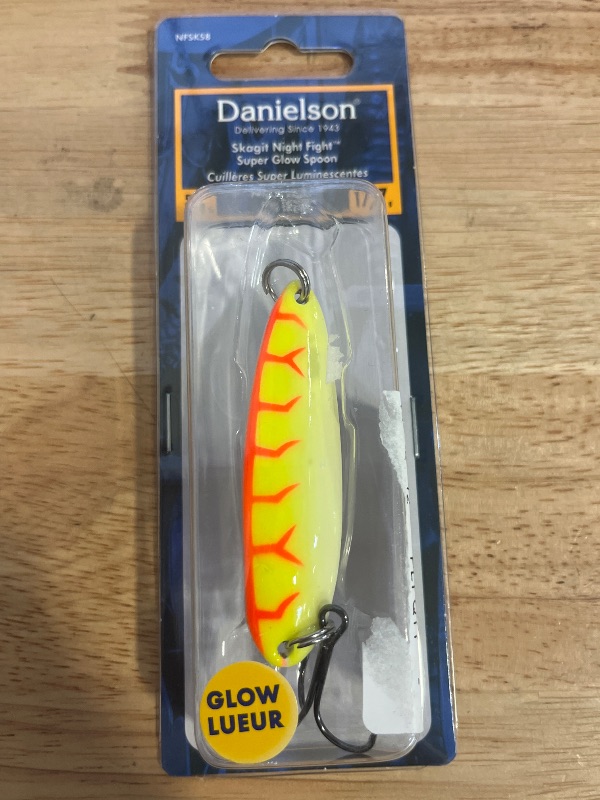 NFSK58
Danielson
Delivering Since 1943
Skagit Night Fight™
Super Glow Spoon
Cuillères Super Luminescentes
GLOW
LUEUR